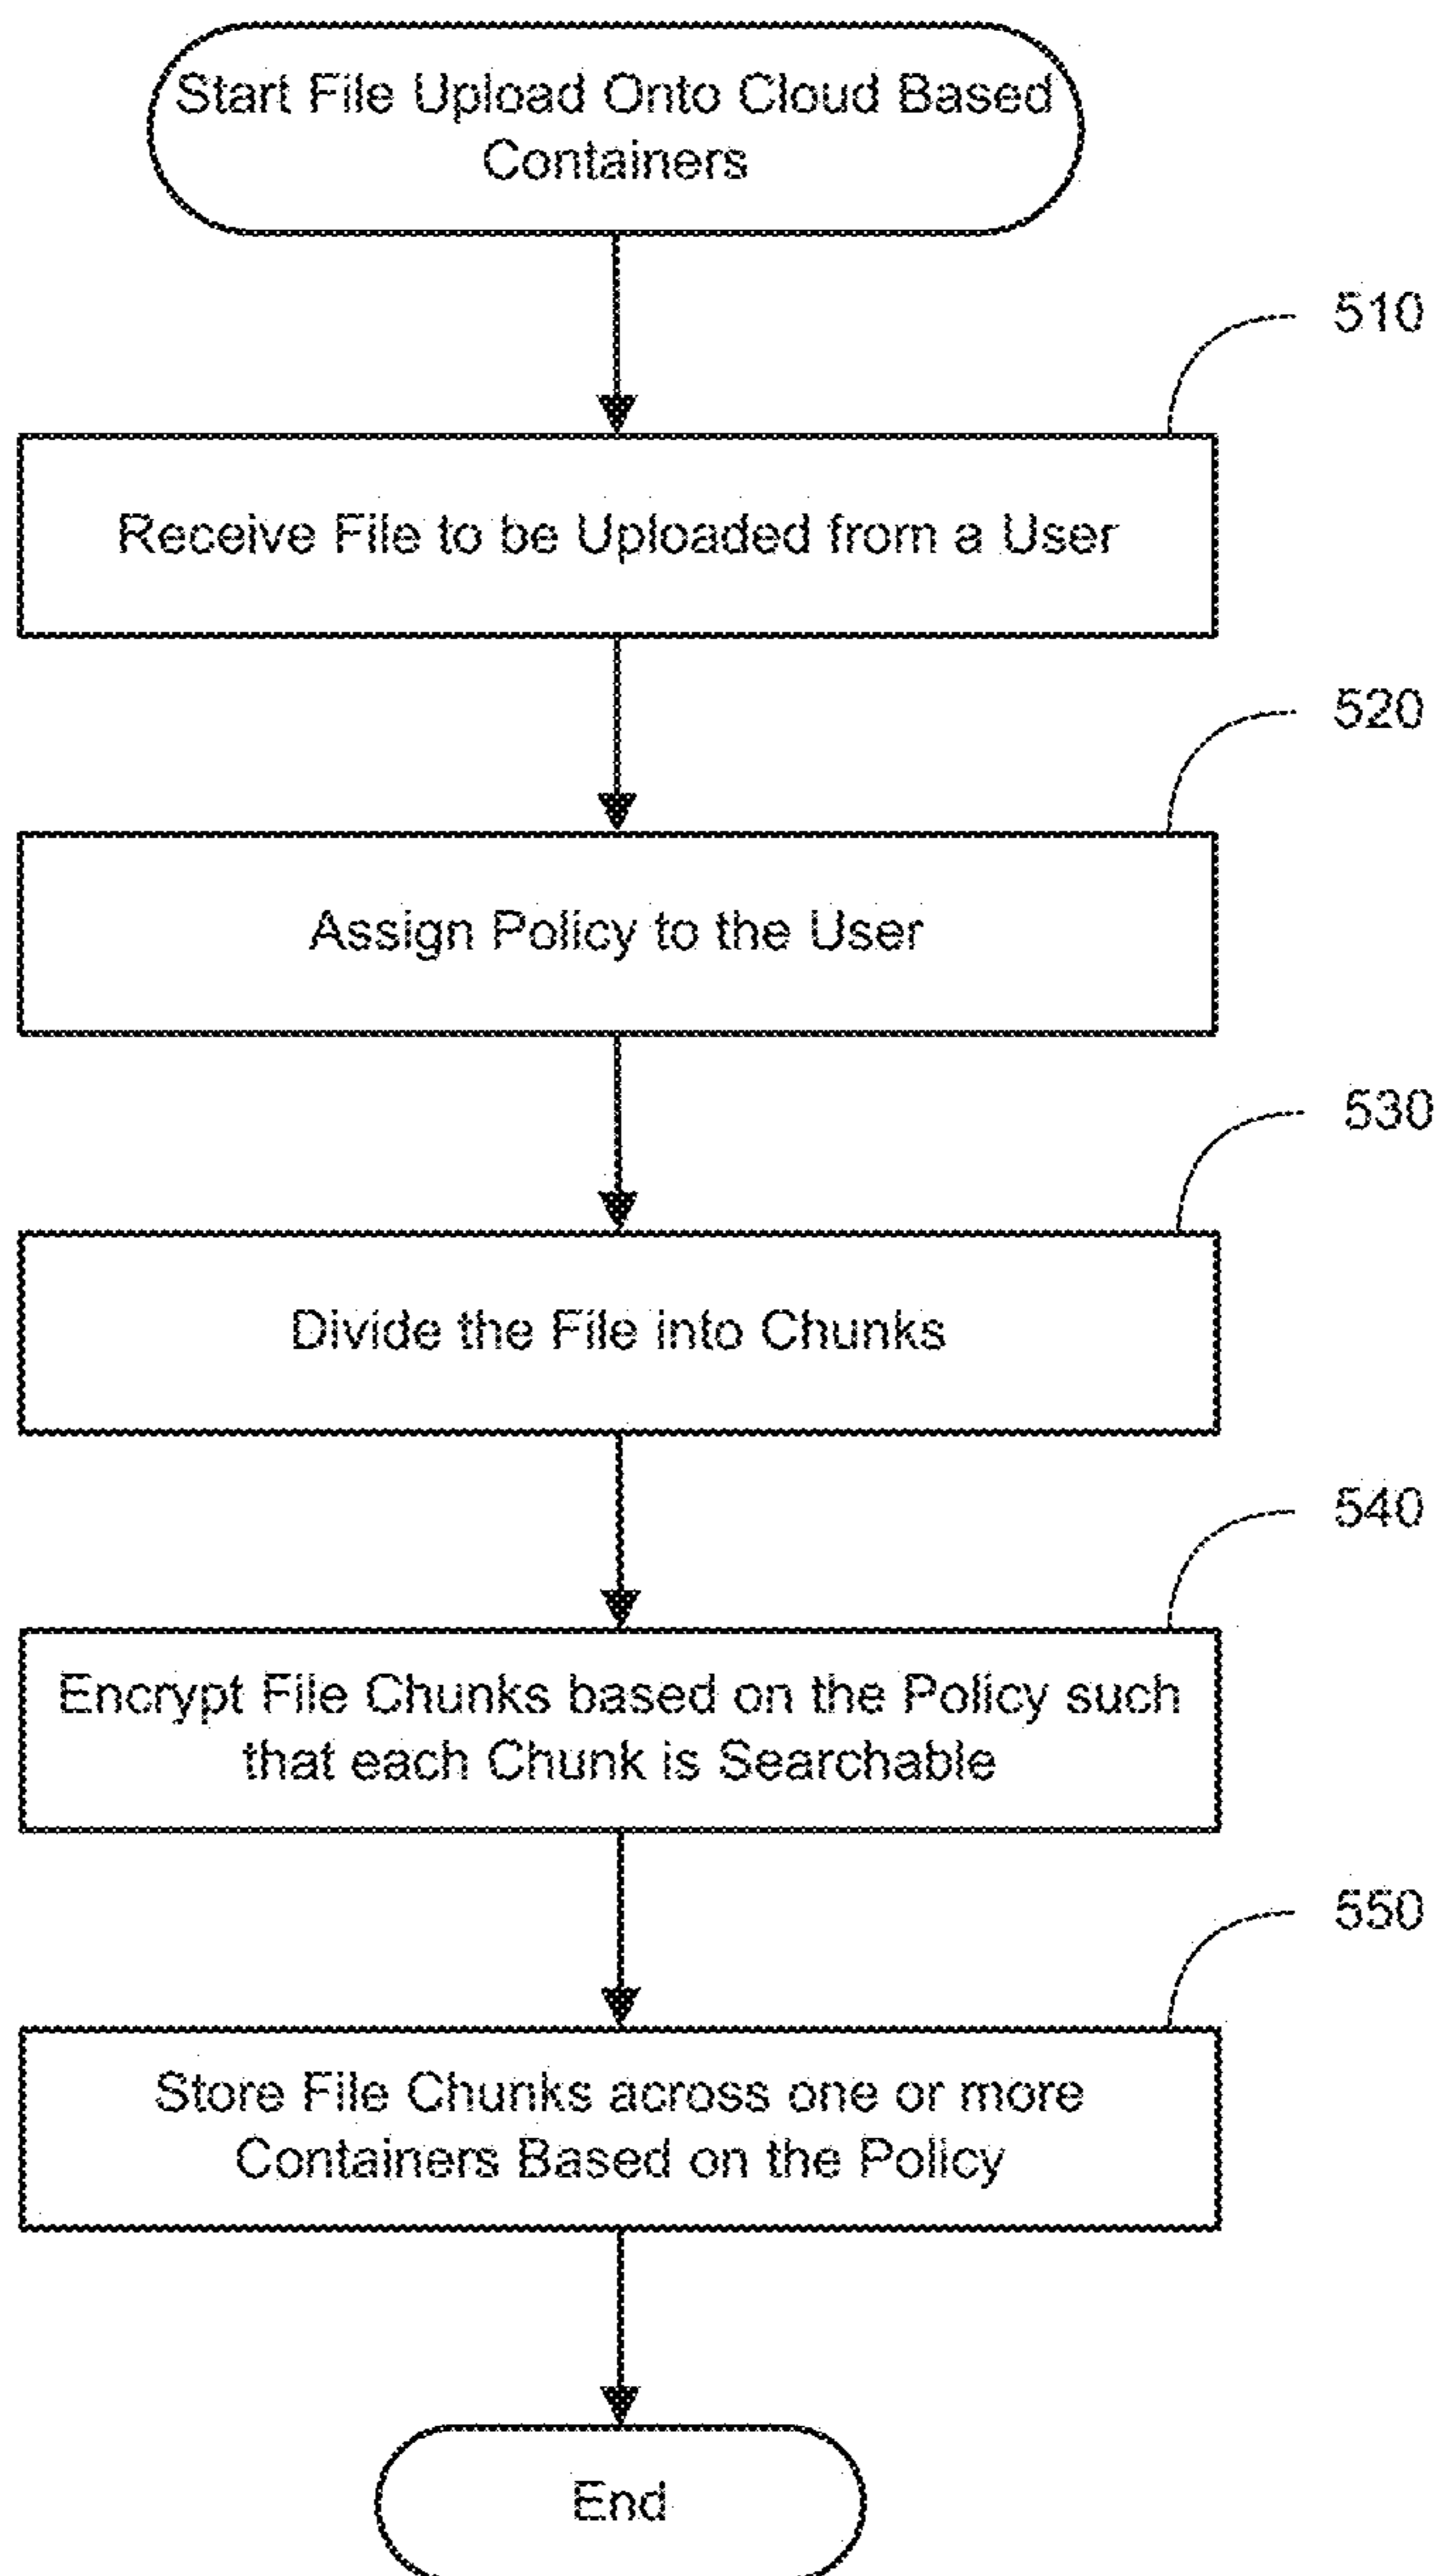 Start File Upload Onto Cloud Based
Containers
510
Receive File to be Uploaded from a User
520
Assign Policy to the User
530
Divide the File into Chunks
540
Encrypt File Chunks based on the Policy such
that each Chunk is Searchable
550
Store File Chunks across one or more
Containers Based on the Policy
End